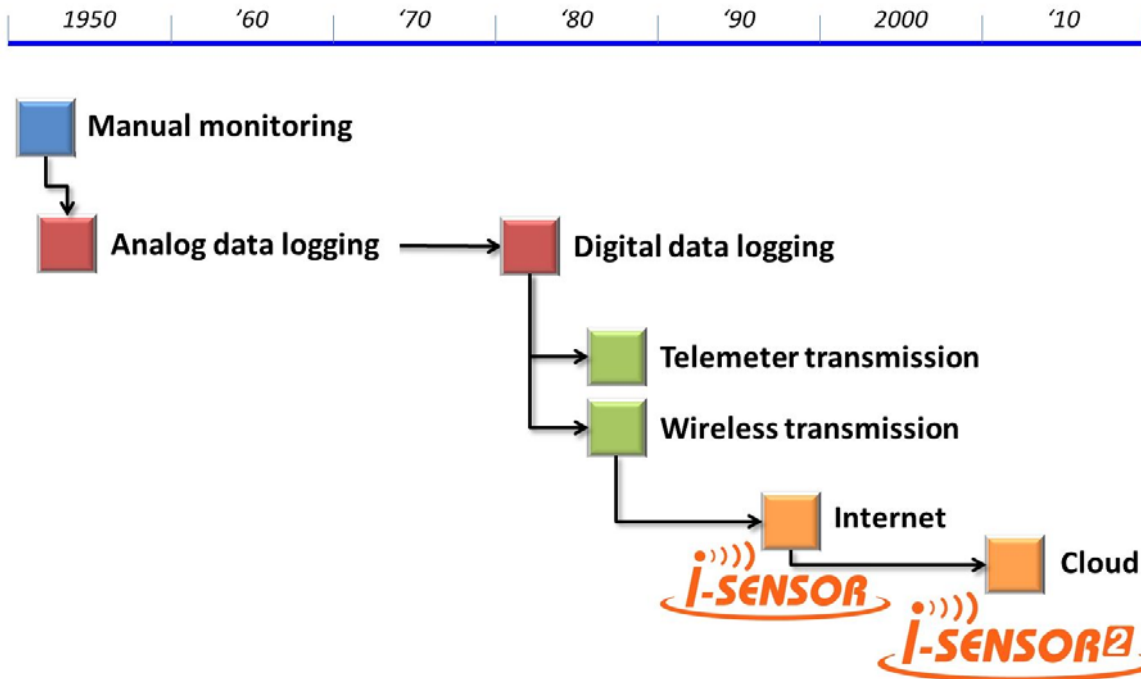 1950 ‘60 ‘70 ‘80 ‘90 2000 ‘10
Manual monitoring
Analog data logging
Digital data logging
Telemeter transmission
Wireless transmission
Internet
Cloud
i-SENSOR
i-SENSOR2